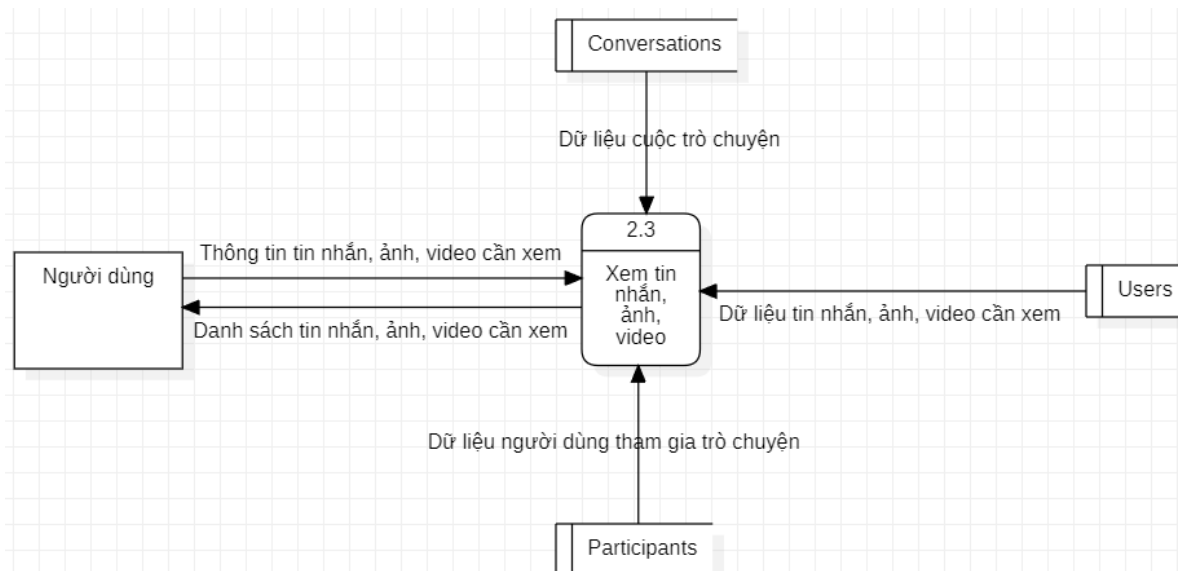 Conversations
Dữ liệu cuộc trò chuyện
2.3
Thông tin tin nhắn, ảnh, video cần xem
Người dùng
Xem tin
nhắn,
ảnh,
video
Users
Dữ liệu tin nhắn, ảnh, video cần xem
Danh sách tin nhắn, ảnh, video cần xem
Dữ liệu người dùng tham gia trò chuyện
Participants